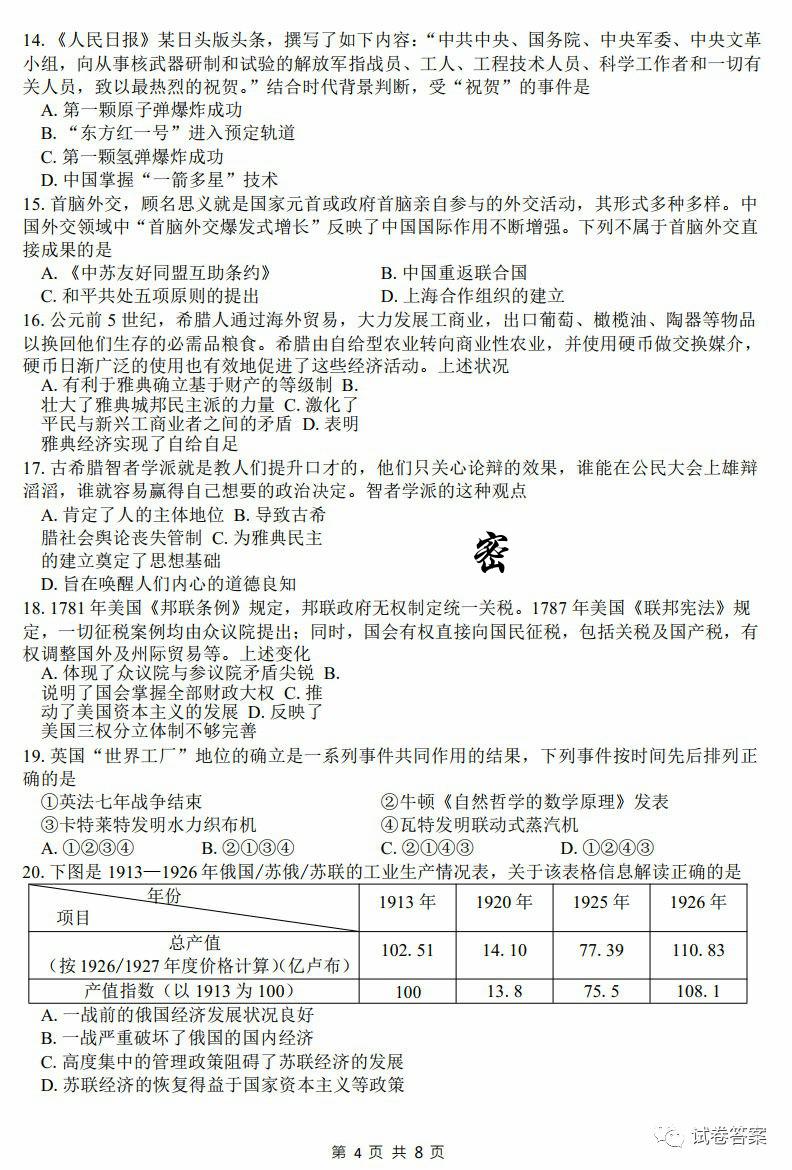 14. 《人民日报》某日头版头条，撰写了如下内容：“中共中央、国务院、中央军委、中央文革
小组，向从事核武器研制和试验的解放军指战员、工人、工程技术人员、科学工作者和一切有
关人员，致以最热烈的祝贺。”结合时代背景判断，受“祝贺”的事件是
A. 第一颗原子弹爆炸成功
B. “东方红一号”进入预定轨道
C. 第一颗氢弹爆炸成功
D. 中国掌握“一箭多星”技术
15. 首脑外交，顾名思义就是国家元首或政府首脑亲自参与的外交活动，其形式多种多样。中
国外交领域中“首脑外交爆发式增长”反映了中国国际作用不断增强。下列不属于首脑外交直
接成果的是
A. 《中苏友好同盟互助条约》 B. 中国重返联合国
C. 和平共处五项原则的提出 D. 上海合作组织的建立
16. 公元前 5 世纪，希腊人通过海外贸易，大力发展工商业，出口葡萄、橄榄油、陶器等物品
以换回他们生存的必需品粮食。希腊由自给型农业转向商业性农业，并使用硬币做交换媒介，
硬币日渐广泛的使用也有效地促进了这些经济活动。上述状况
A. 有利于雅典确立基于财产的等级制 B.
壮大了雅典城邦民主派的力量 C. 激化了
平民与新兴工商业者之间的矛盾 D. 表明
雅典经济实现了自给自足
17. 古希腊智者学派就是教人们提升口才的，他们只关心论辩的效果，谁能在公民大会上雄辩
滔滔，谁就容易赢得自己想要的政治决定。智者学派的这种观点
A. 肯定了人的主体地位 B. 导致古希
腊社会舆论丧失管制 C. 为雅典民主
的建立奠定了思想基础
D. 旨在唤醒人们内心的道德良知
密
18. 1781 年美国《邦联条例》规定，邦联政府无权制定统一关税。1787 年美国《联邦宪法》规
定，一切征税案例均由众议院提出；同时，国会有权直接向国民征税，包括关税及国产税，有
权调整国外及州际贸易等。上述变化
A. 体现了众议院与参议院矛盾尖锐 B.
说明了国会掌握全部财政大权 C. 推
动了美国资本主义的发展 D. 反映了
美国三权分立体制不够完善
19. 英国“世界工厂”地位的确立是一系列事件共同作用的结果，下列事件按时间先后排列正
确的是
①英法七年战争结束 ②牛顿《自然哲学的数学原理》发表
③卡特莱特发明水力织布机 ④瓦特发明联动式蒸汽机
A. ①②③④ B. ②①③④ C. ②①④③ D. ①②④③
20. 下图是 1913—1926 年俄国/苏俄/苏联的工业生产情况表，关于该表格信息解读正确的是
年份
项目 1913 年 1920 年 1925 年 1926 年
总产值
（按 1926/1927 年度价格计算）（亿卢布） 102.51 14.10 77.39 110.83
产值指数（以 1913 为 100） 100 13.8 75.5 108.1
A. 一战前的俄国经济发展状况良好
B. 一战严重破坏了俄国的国内经济
C. 高度集中的管理政策阻碍了苏联经济的发展
D. 苏联经济的恢复得益于国家资本主义等政策
试卷答案
第 4 页 共 8 页